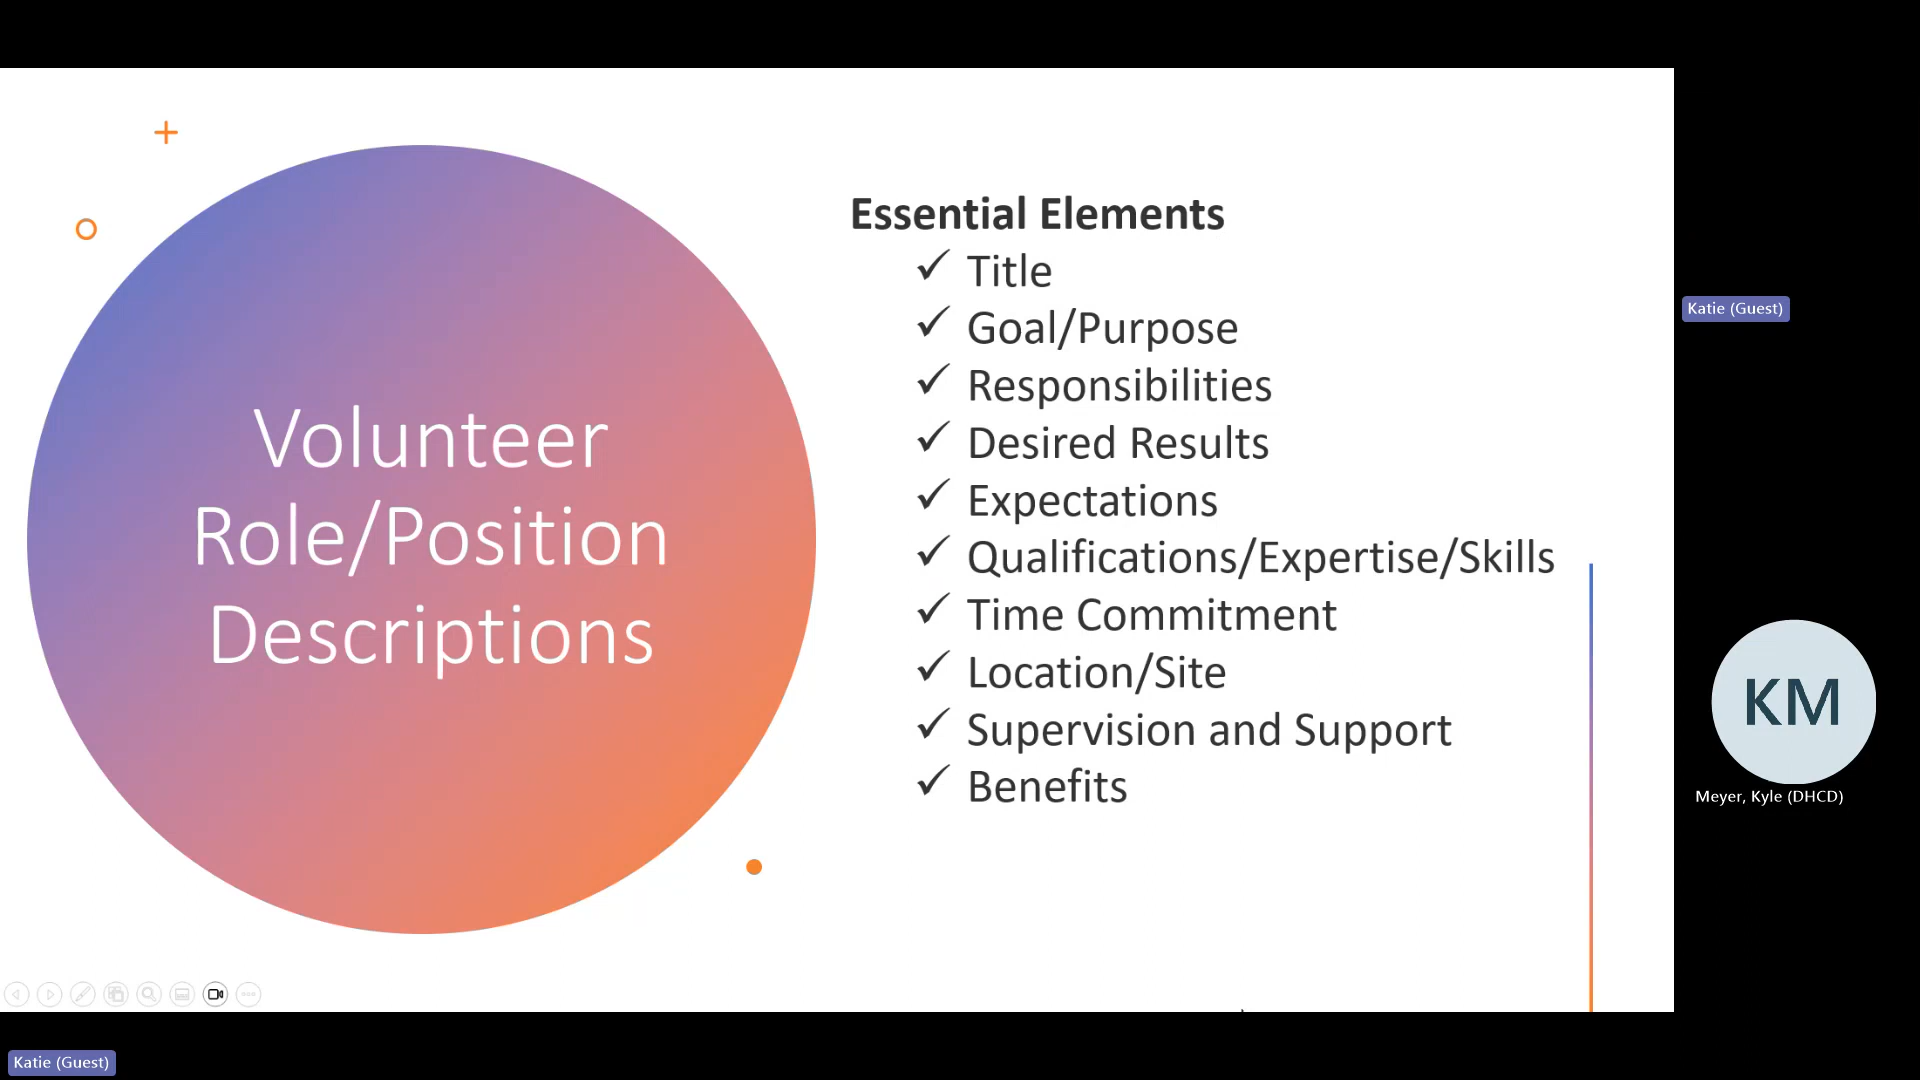 Volunteer
Role/Position
Descriptions
Essential Elements
✓ Title
✓ Goal/Purpose
✓ Responsibilities
✓ Desired Results
✓ Expectations
✓ Qualifications/Expertise/Skills
✓ Time Commitment
✓ Location/Site
✓ Supervision and Support
✓ Benefits
Katie (Guest)
KM
Meyer, Kyle (DHCD)
Katie (Guest)